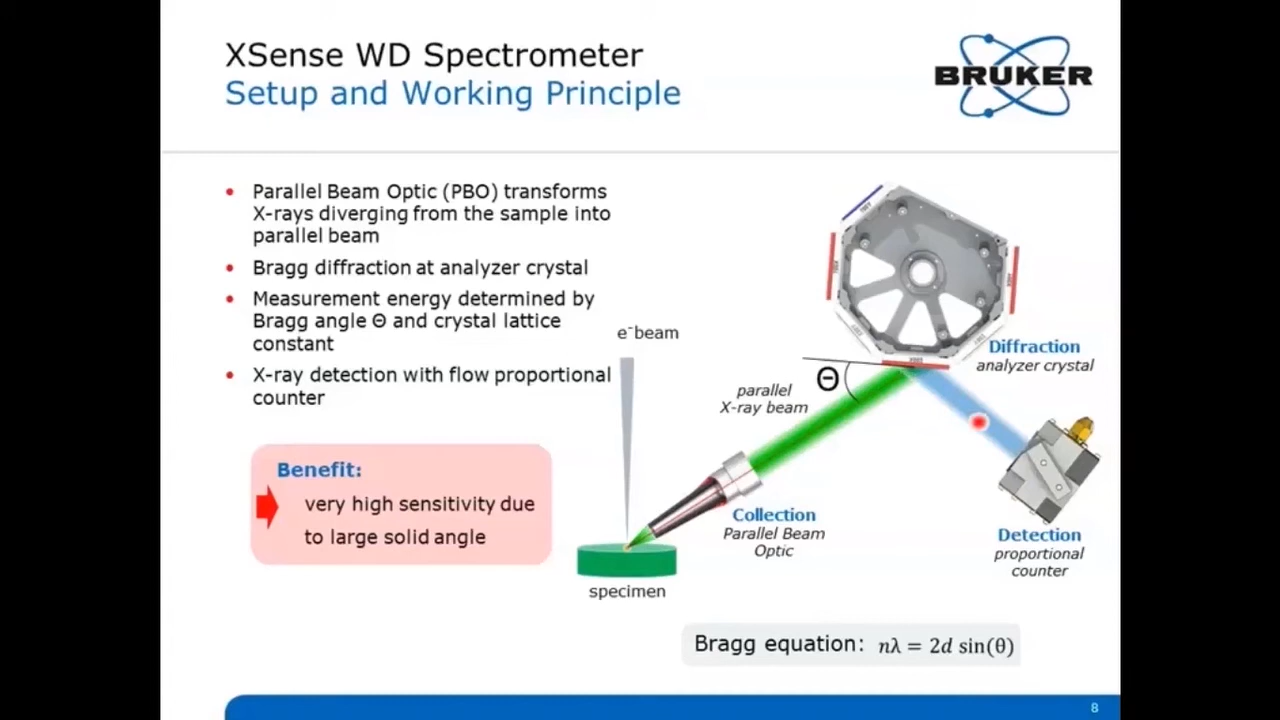 XSense WD Spectrometer
Setup and Working Principle
BRUKER
• Parallel Beam Optic (PBO) transforms
X-rays diverging from the sample into
parallel beam
• Bragg diffraction at analyzer crystal
• Measurement energy determined by
Bragg angle Θ and crystal lattice
constant
• X-ray detection with flow proportional
counter
Benefit:
very high sensitivity due
to large solid angle
e⁻beam
specimen
Collection
Parallel Beam
Optic
parallel
X-ray beam
Θ
Diffraction
analyzer crystal
Detection
proportional
counter
Bragg equation: nλ = 2d sin(θ)
8